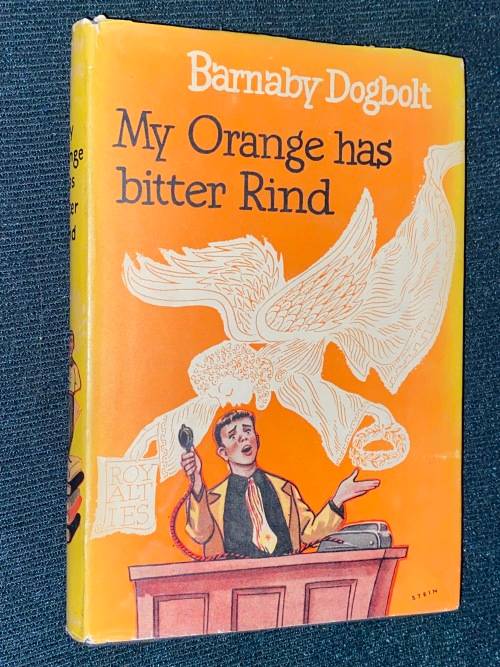 Barnaby Dogbolt
My Orange has
bitter Rind
ROY
ALT
IES
STEIN